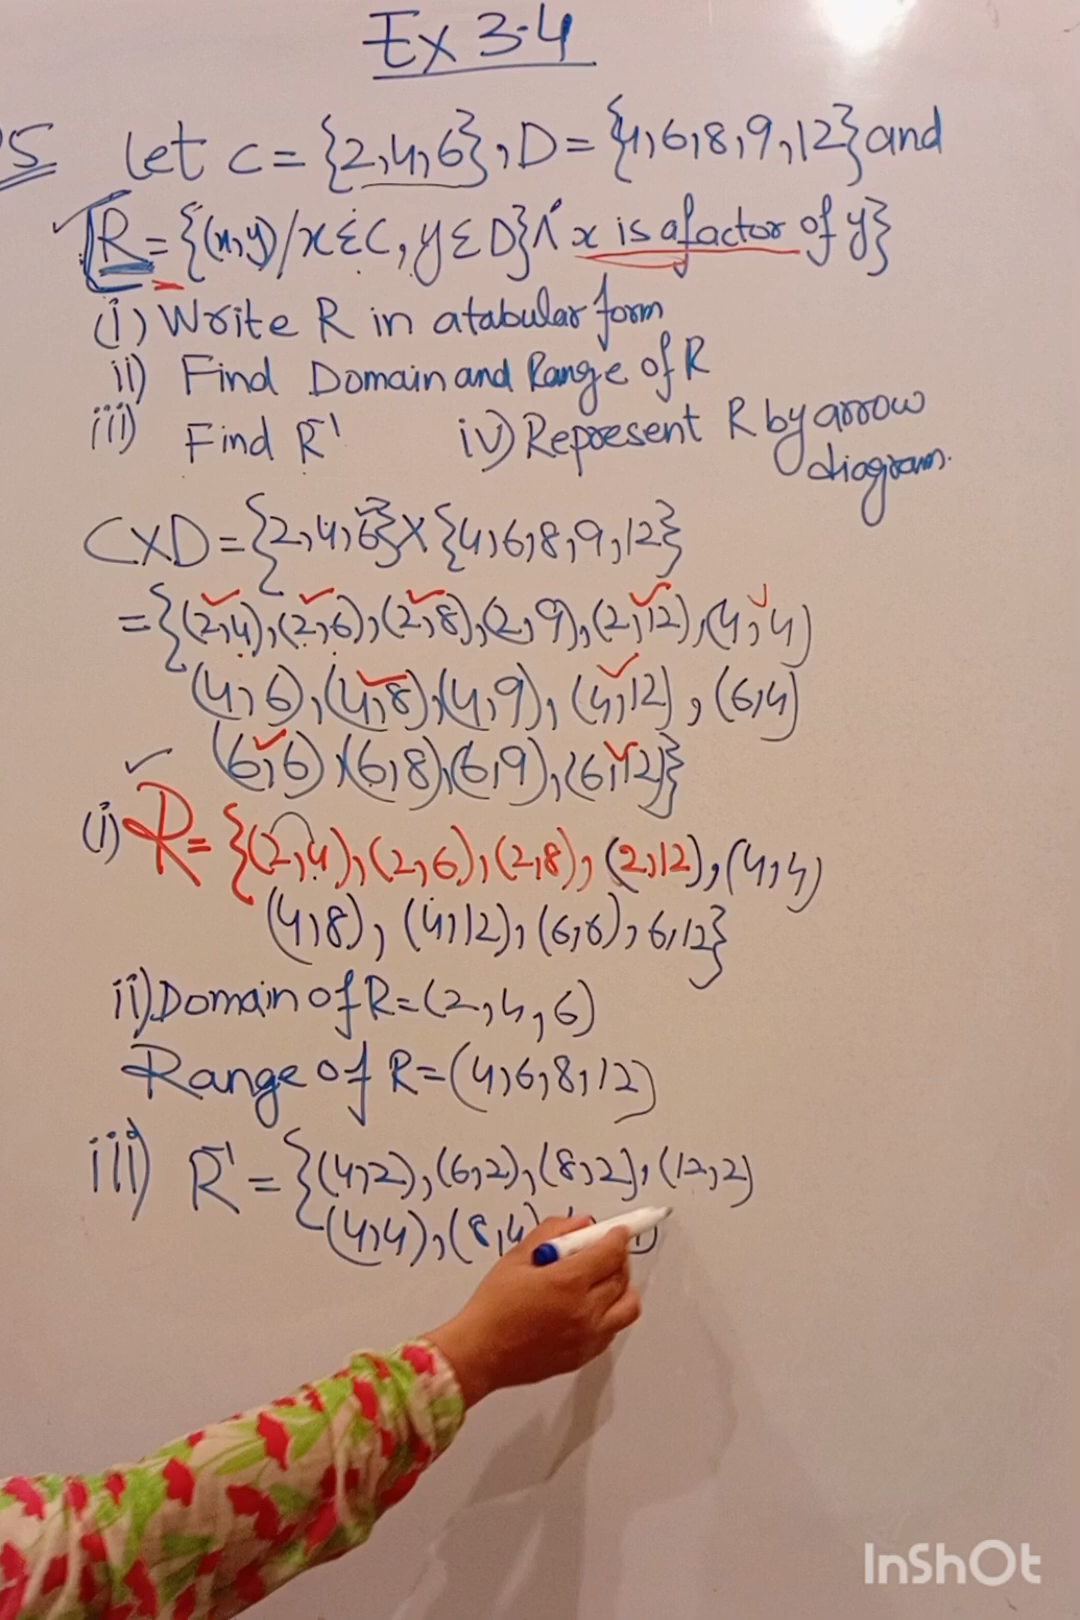 Ex 3.4
Q5 Let C = {2,4,6}, D = {4,6,8,9,12} and
R = {(x,y)/x∈C, y∈D}∧ x is a factor of y}
(i) Write R in a tabular form
ii) Find Domain and Range of R
iii) Find R⁻¹ iv) Represent R by arrow
diagram.
C×D = {2,4,6} × {4,6,8,9,12}
= {(2,4),(2,6),(2,8),(2,9),(2,12),(4,4)
(4,6),(4,8),(4,9),(4,12),(6,4)
(6,6),(6,8),(6,9),(6,12)}
(i) R = {(2,4),(2,6),(2,8),(2,12),(4,4)
(4,8),(4,12),(6,6),6,12}
ii) Domain of R = (2,4,6)
Range of R = (4,6,8,12)
iii) R⁻¹ = {(4,2),(6,2),(8,2),(12,2)
(4,4),(8,4)
InShOt